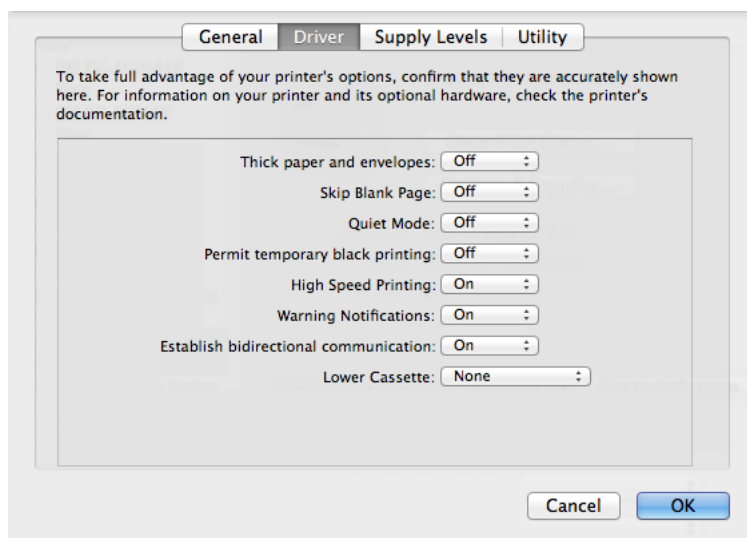 General Driver Supply Levels Utility
To take full advantage of your printer's options, confirm that they are accurately shown
here. For information on your printer and its optional hardware, check the printer's
documentation.
Thick paper and envelopes: Off
Skip Blank Page: Off
Quiet Mode: Off
Permit temporary black printing: Off
High Speed Printing: On
Warning Notifications: On
Establish bidirectional communication: On
Lower Cassette: None
Cancel OK